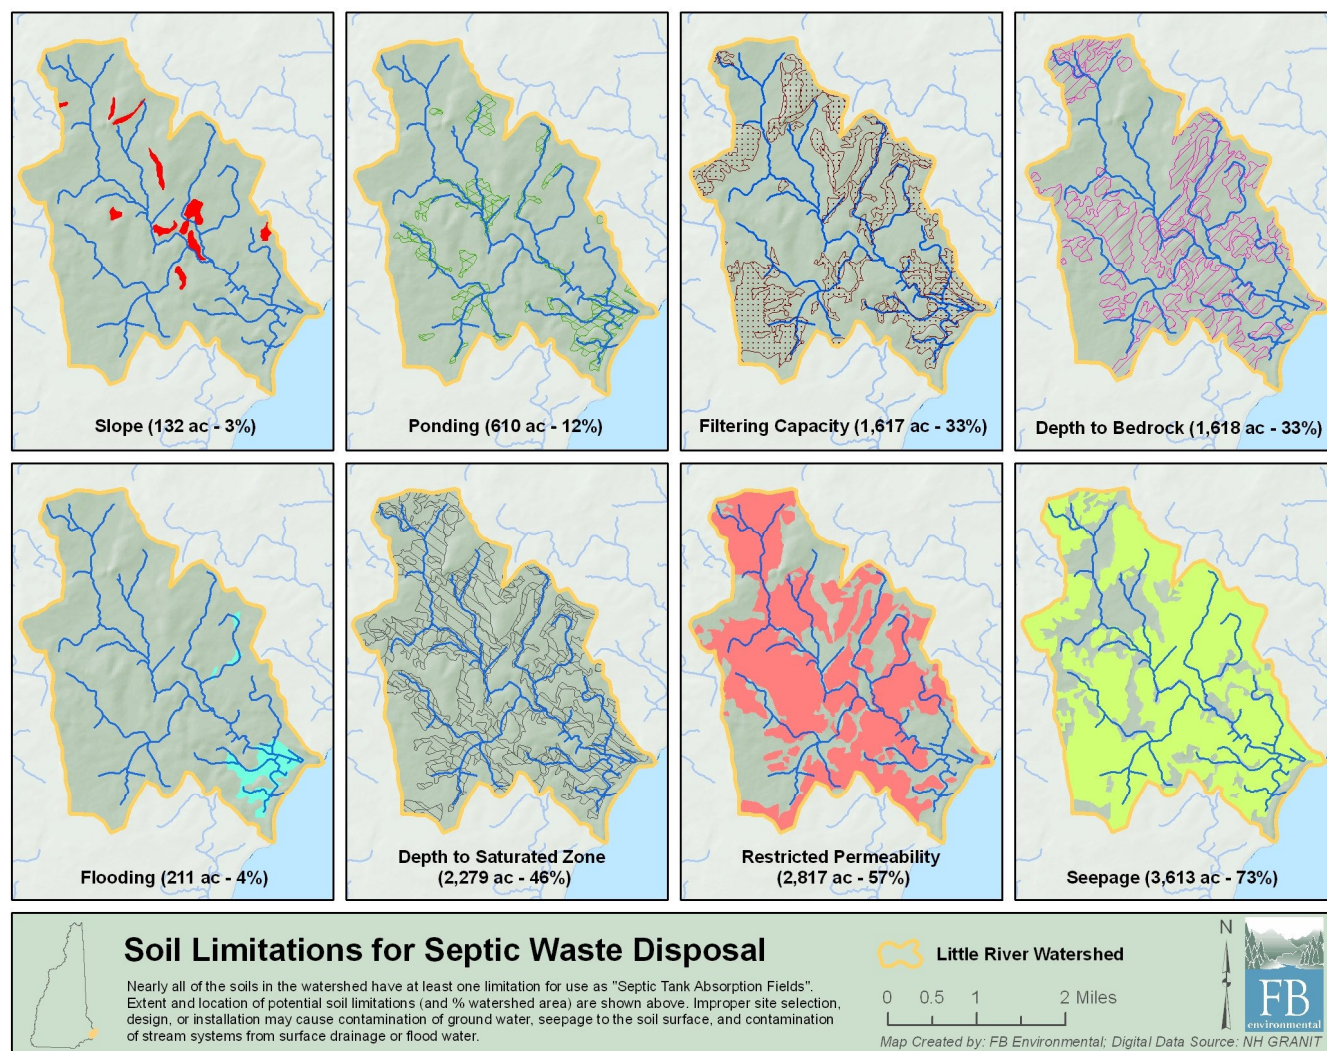 Slope (132 ac - 3%)
Ponding (610 ac - 12%)
Filtering Capacity (1,617 ac - 33%)
Depth to Bedrock (1,618 ac - 33%)
Flooding (211 ac - 4%)
Depth to Saturated Zone
(2,279 ac - 46%)
Restricted Permeability
(2,817 ac - 57%)
Seepage (3,613 ac - 73%)
Soil Limitations for Septic Waste Disposal
Nearly all of the soils in the watershed have at least one limitation for use as "Septic Tank Absorption Fields".
Extent and location of potential soil limitations (and % watershed area) are shown above. Improper site selection,
design, or installation may cause contamination of ground water, seepage to the soil surface, and contamination
of stream systems from surface drainage or flood water.
Little River Watershed
0 0.5 1 2 Miles
N
FB
environmental
Map Created by: FB Environmental; Digital Data Source: NH GRANIT